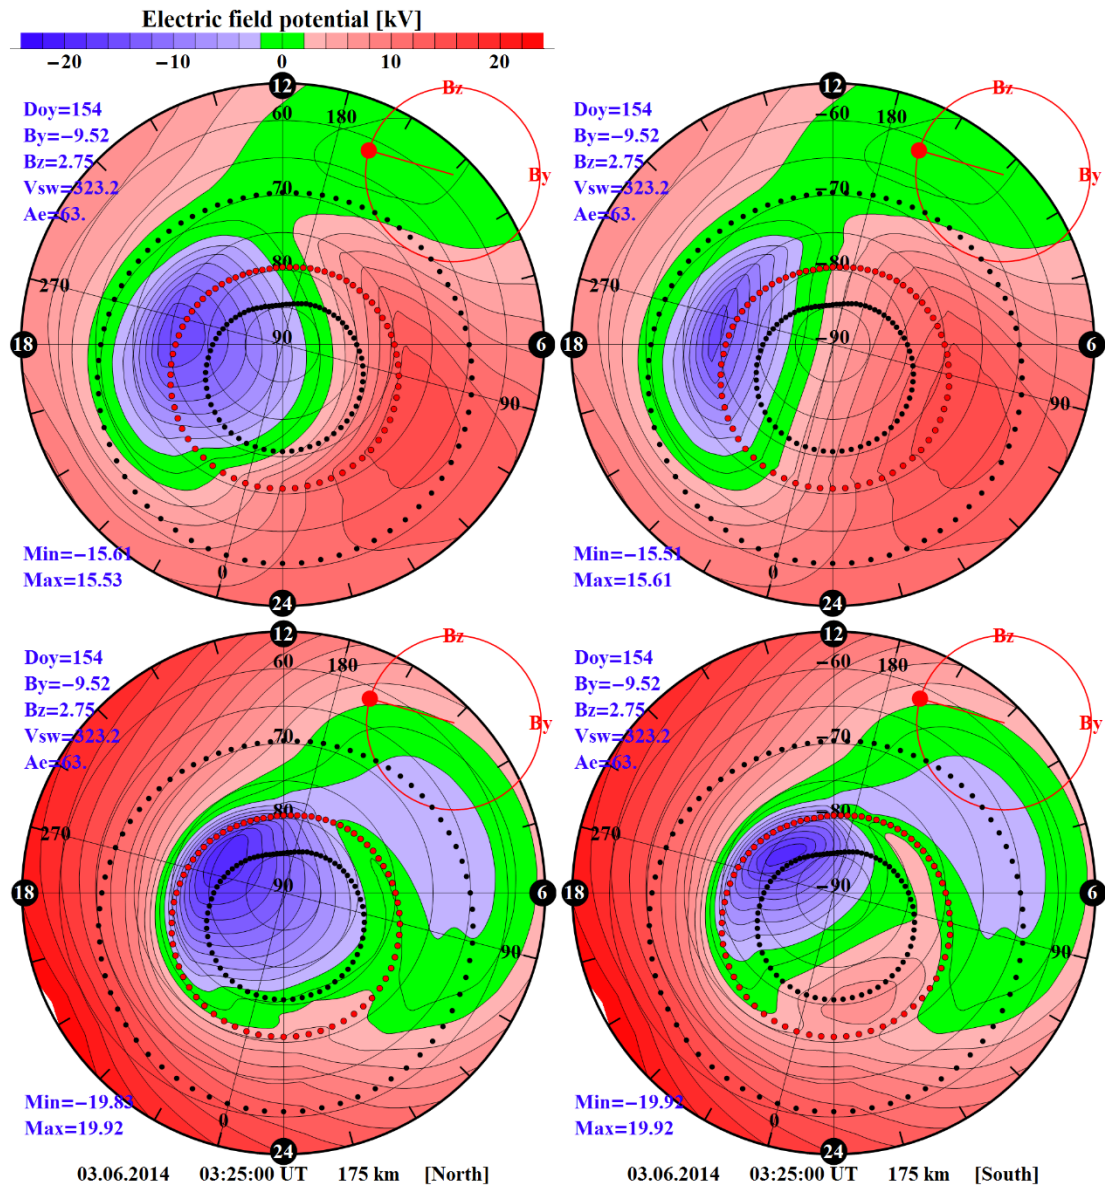 Electric field potential [kV]
−20 −10 0 10 20
Doy=154
By=−9.52
Bz=2.75
Vsw=323.2
Ae=63.
12
60
180
Bz
By
70
80
270
90
18
6
90
0
24
Min=−15.61
Max=15.53
Doy=154
By=−9.52
Bz=2.75
Vsw=323.2
Ae=63.
12
−60
180
Bz
By
−70
−80
270
−90
18
6
90
0
24
Min=−15.51
Max=15.61
Doy=154
By=−9.52
Bz=2.75
Vsw=323.2
Ae=63.
12
60
180
Bz
By
70
80
270
90
18
6
90
0
24
Min=−19.83
Max=19.92
Doy=154
By=−9.52
Bz=2.75
Vsw=323.2
Ae=63.
12
−60
180
Bz
By
−70
−80
270
−90
18
6
90
0
24
Min=−19.92
Max=19.92
03.06.2014 03:25:00 UT 175 km [North]
03.06.2014 03:25:00 UT 175 km [South]